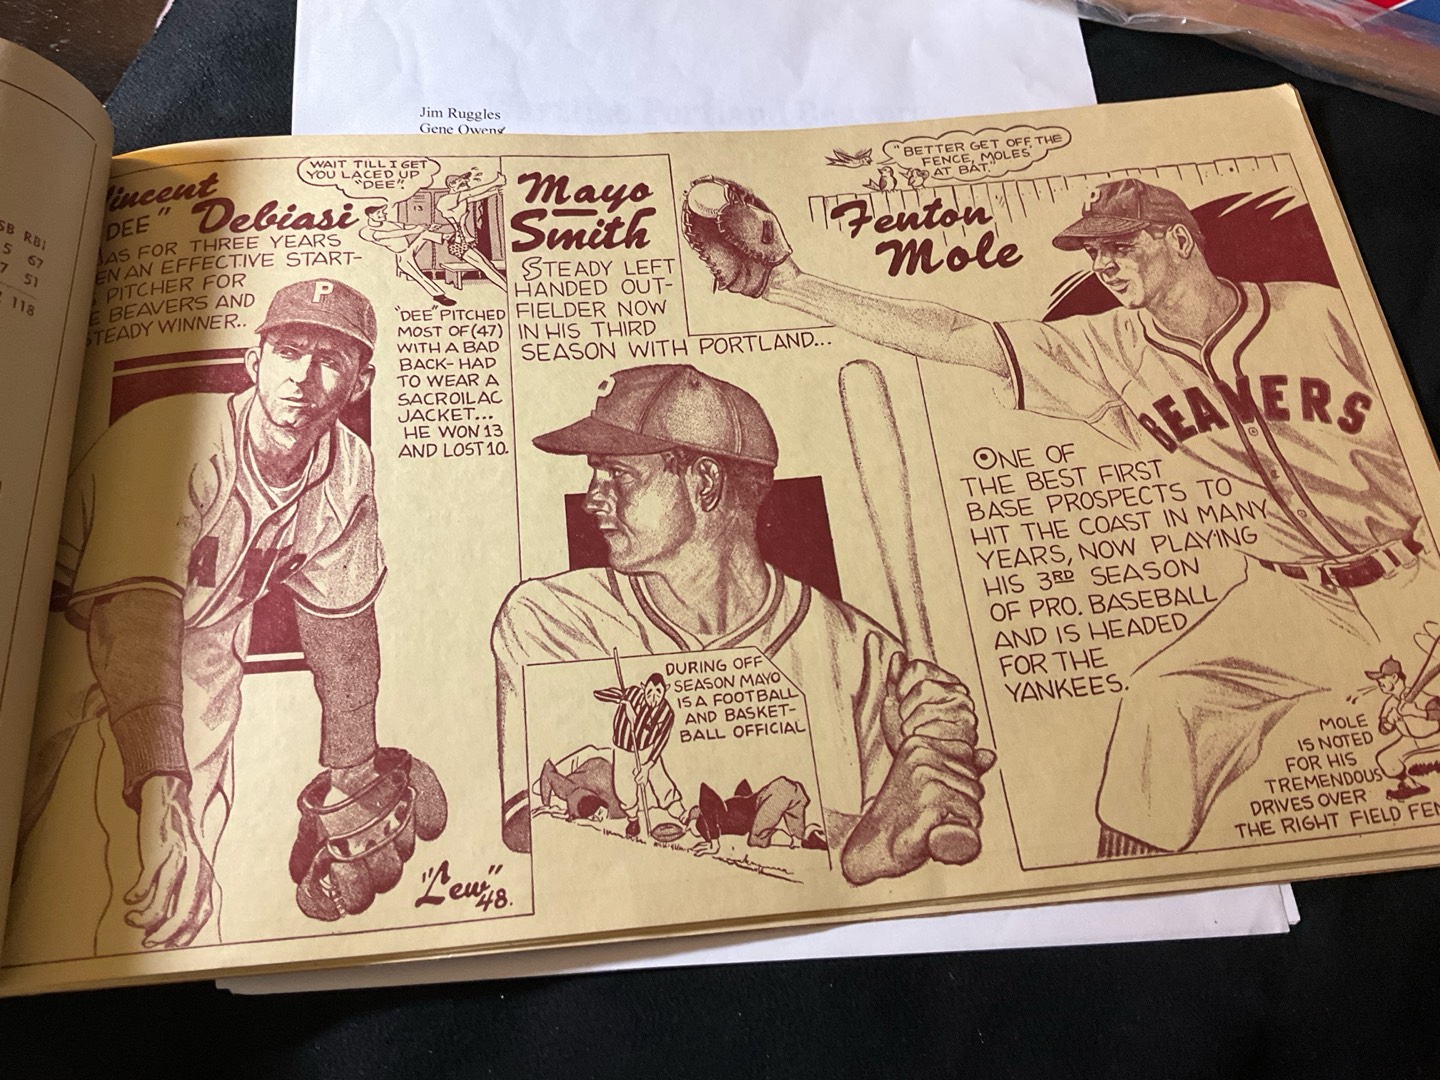 Jim Ruggles
Gene Owens
SB RBI
5 67
7 51
118
Vincent
"DEE" Debiasi
WAS FOR THREE YEARS
BEEN AN EFFECTIVE START-
PITCHER FOR
BEAVERS AND
STEADY WINNER..
WAIT TILL I GET
YOU LACED UP
"DEE".
13
"DEE" PITCHED
MOST OF (47)
WITH A BAD
BACK- HAD
TO WEAR A
SACROILAC
JACKET...
HE WON 13
AND LOST 10.
P
"Lew"
48.
Mayo
Smith
STEADY LEFT
HANDED OUT-
FIELDER NOW
IN HIS THIRD
SEASON WITH PORTLAND...
P
DURING OFF
SEASON MAYO
IS A FOOTBALL
AND BASKET-
BALL OFFICIAL
"BETTER GET OFF THE
FENCE, MOLES
AT BAT."
Fenton
Mole
P
BEAVERS
ONE OF
THE BEST FIRST
BASE PROSPECTS TO
HIT THE COAST IN MANY
YEARS, NOW PLAYING
HIS 3RD SEASON
OF PRO. BASEBALL
AND IS HEADED
FOR THE
YANKEES.
MOLE
IS NOTED
FOR HIS
TREMENDOUS
DRIVES OVER
THE RIGHT FIELD FEN